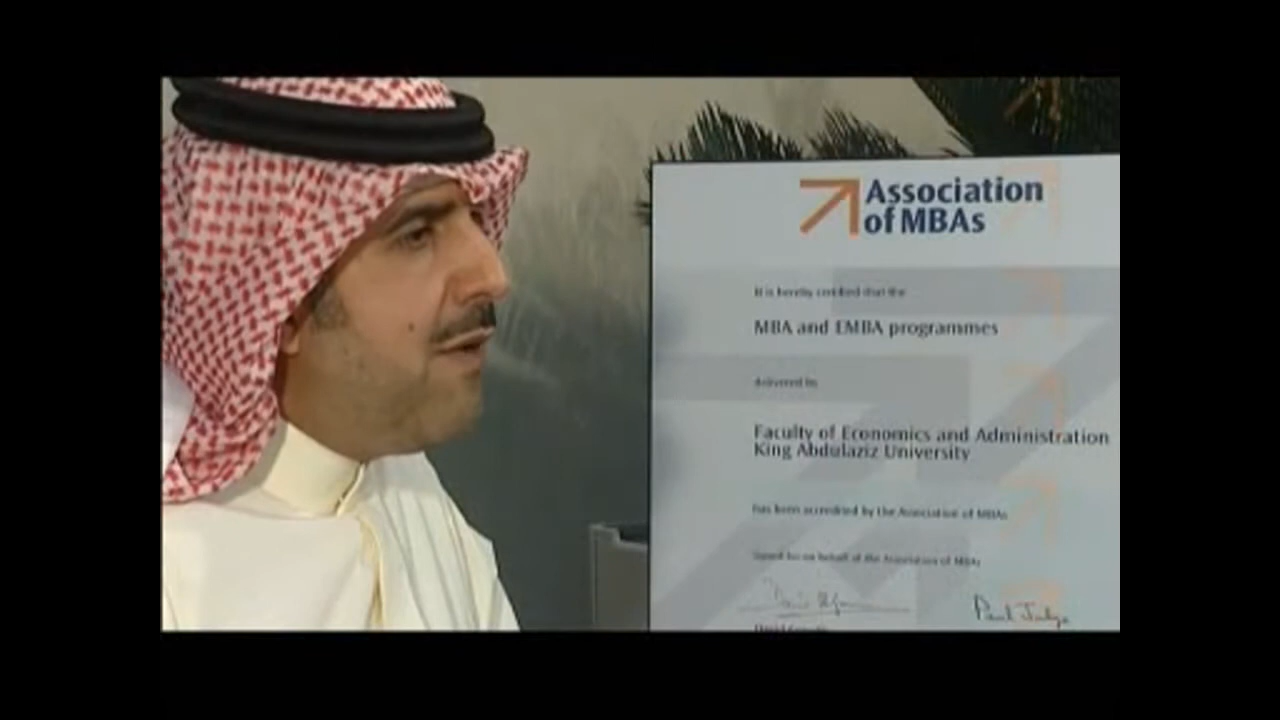 Association
of MBAs
It is hereby certified that the
MBA and EMBA programmes
delivered by
Faculty of Economics and Administration
King Abdulaziz University
has been accredited by the Association of MBAs
Signed for on behalf of the Association of MBAs
Paul Judge